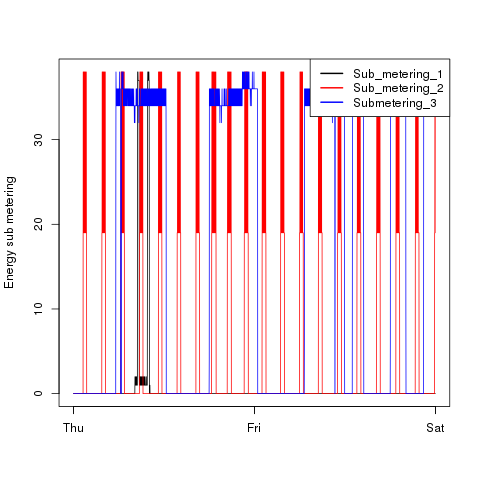 Sub_metering_1
Sub_metering_2
Submetering_3
Energy sub metering
30
20
10
0
Thu Fri Sat